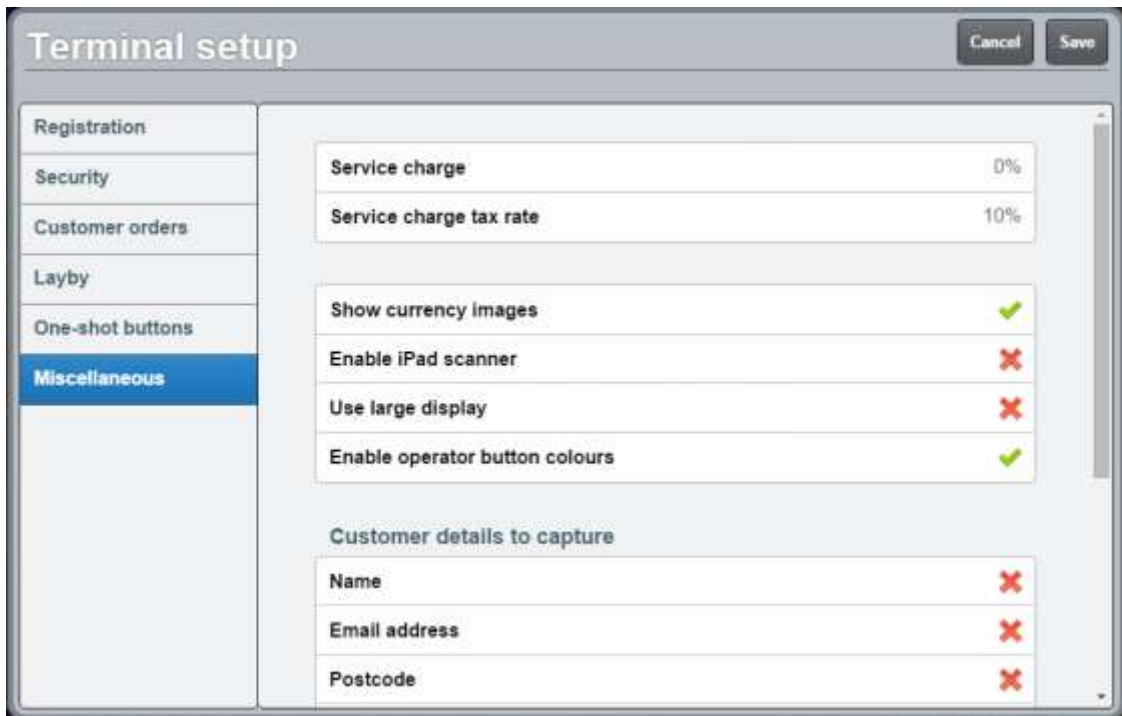 Terminal setup
Cancel
Save
Registration
Security
Customer orders
Layby
One-shot buttons
Miscellaneous
Service charge 0%
Service charge tax rate 10%
Show currency images
Enable iPad scanner
Use large display
Enable operator button colours
Customer details to capture
Name
Email address
Postcode